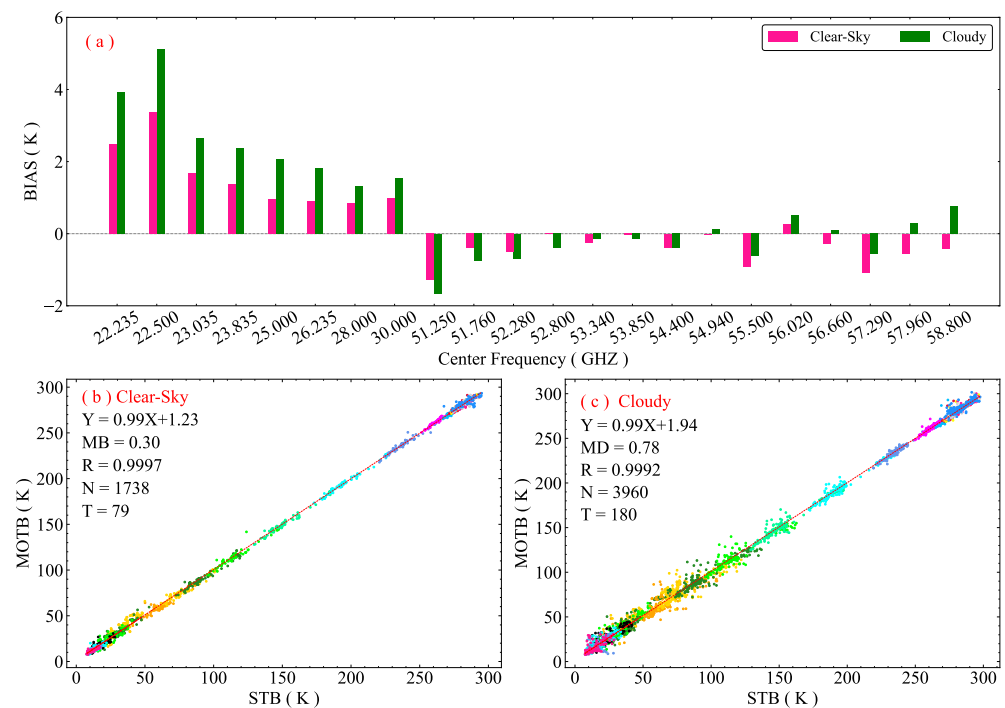 ( a )
Clear-Sky
Cloudy
6
4
2
0
−2
BIAS ( K )
22.235 22.500 23.035 23.835 25.000 26.235 28.000 30.000 51.250 51.760 52.280 52.800 53.340 53.850 54.400 54.940 55.500 56.020 56.660 57.290 57.960 58.800
Center Frequency ( GHZ )
( b ) Clear-Sky
Y = 0.99X+1.23
MB = 0.30
R = 0.9997
N = 1738
T = 79
300
250
200
150
100
50
0
MOTB ( K )
0 50 100 150 200 250 300
STB ( K )
( c ) Cloudy
Y = 0.99X+1.94
MD = 0.78
R = 0.9992
N = 3960
T = 180
300
250
200
150
100
50
0
MOTB ( K )
0 50 100 150 200 250 300
STB ( K )